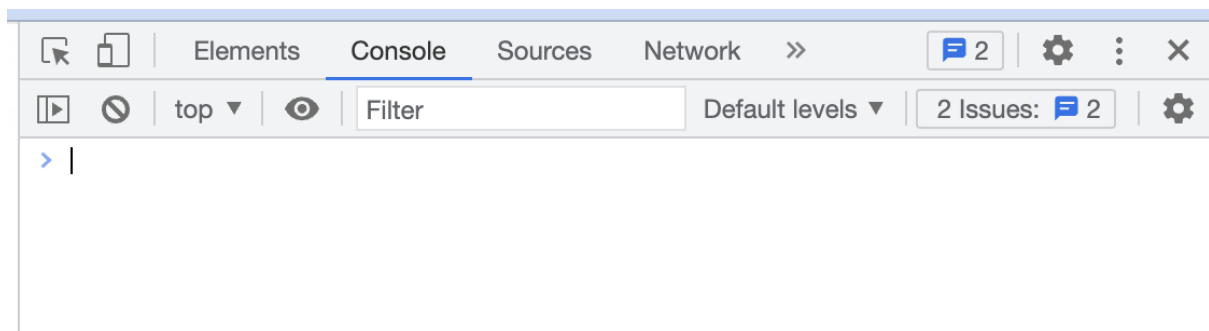 Elements Console Sources Network » 2
top ▼ Filter Default levels ▼ 2 Issues: 2
>